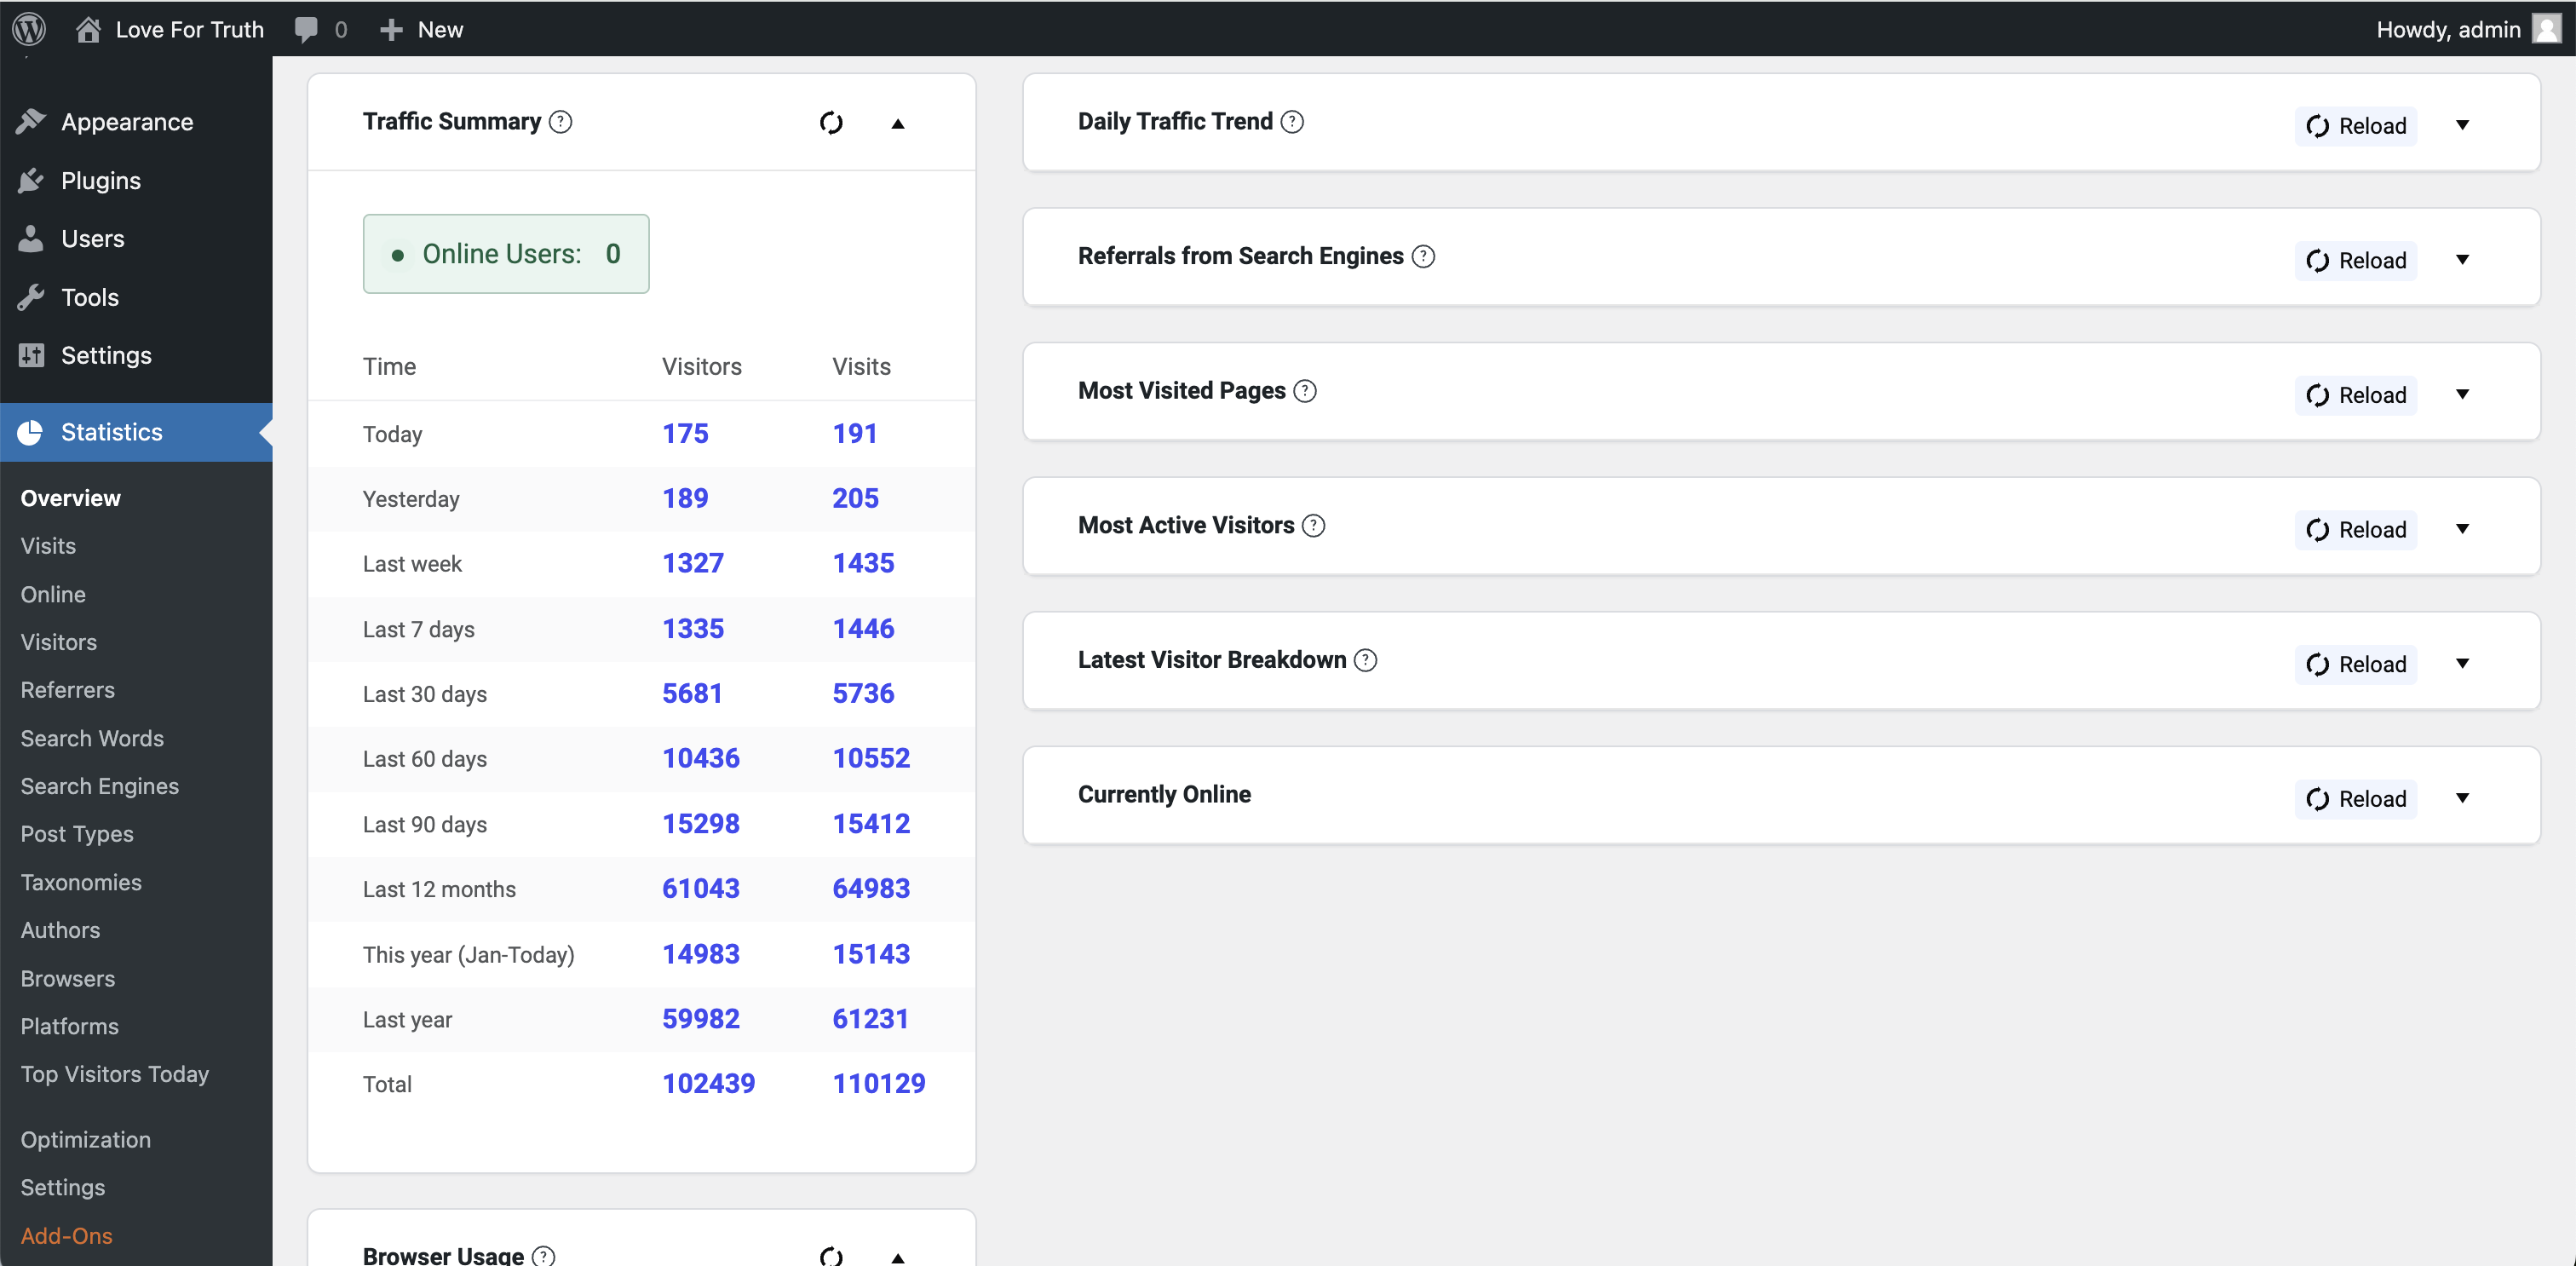 Love For Truth 0 New Howdy, admin
Appearance
Plugins
Users
Tools
Settings
Statistics
Overview
Visits
Online
Visitors
Referrers
Search Words
Search Engines
Post Types
Taxonomies
Authors
Browsers
Platforms
Top Visitors Today
Optimization
Settings
Add-Ons
Traffic Summary ?
Online Users: 0
Time Visitors Visits
Today 175 191
Yesterday 189 205
Last week 1327 1435
Last 7 days 1335 1446
Last 30 days 5681 5736
Last 60 days 10436 10552
Last 90 days 15298 15412
Last 12 months 61043 64983
This year (Jan-Today) 14983 15143
Last year 59982 61231
Total 102439 110129
Browser Usage ?
Daily Traffic Trend ? Reload
Referrals from Search Engines ? Reload
Most Visited Pages ? Reload
Most Active Visitors ? Reload
Latest Visitor Breakdown ? Reload
Currently Online Reload